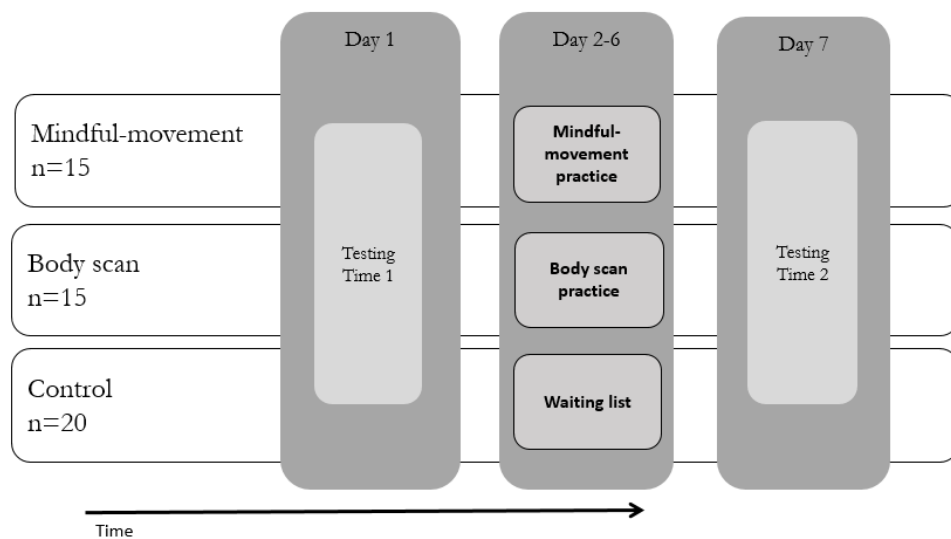 Day 1
Day 2-6
Day 7
Mindful-movement
n=15
Mindful-
movement
practice
Body scan
n=15
Testing
Time 1
Body scan
practice
Testing
Time 2
Control
n=20
Waiting list
Time